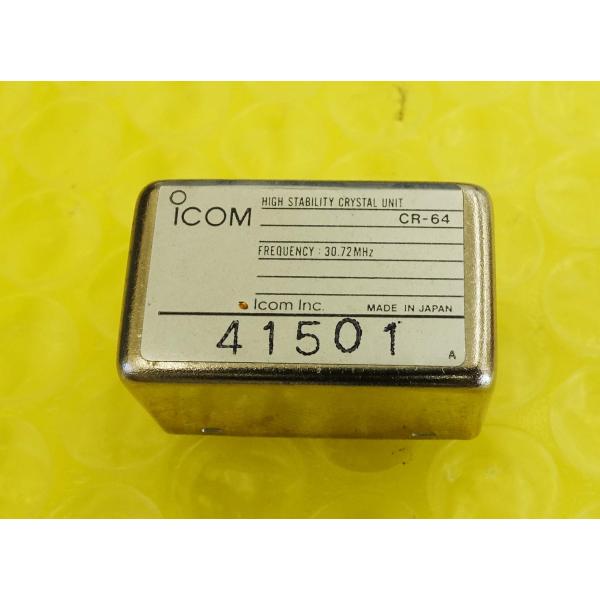 ICOM
HIGH STABILITY CRYSTAL UNIT
CR-64
FREQUENCY : 30.72MHz
Icom Inc.
MADE IN JAPAN
41501
A